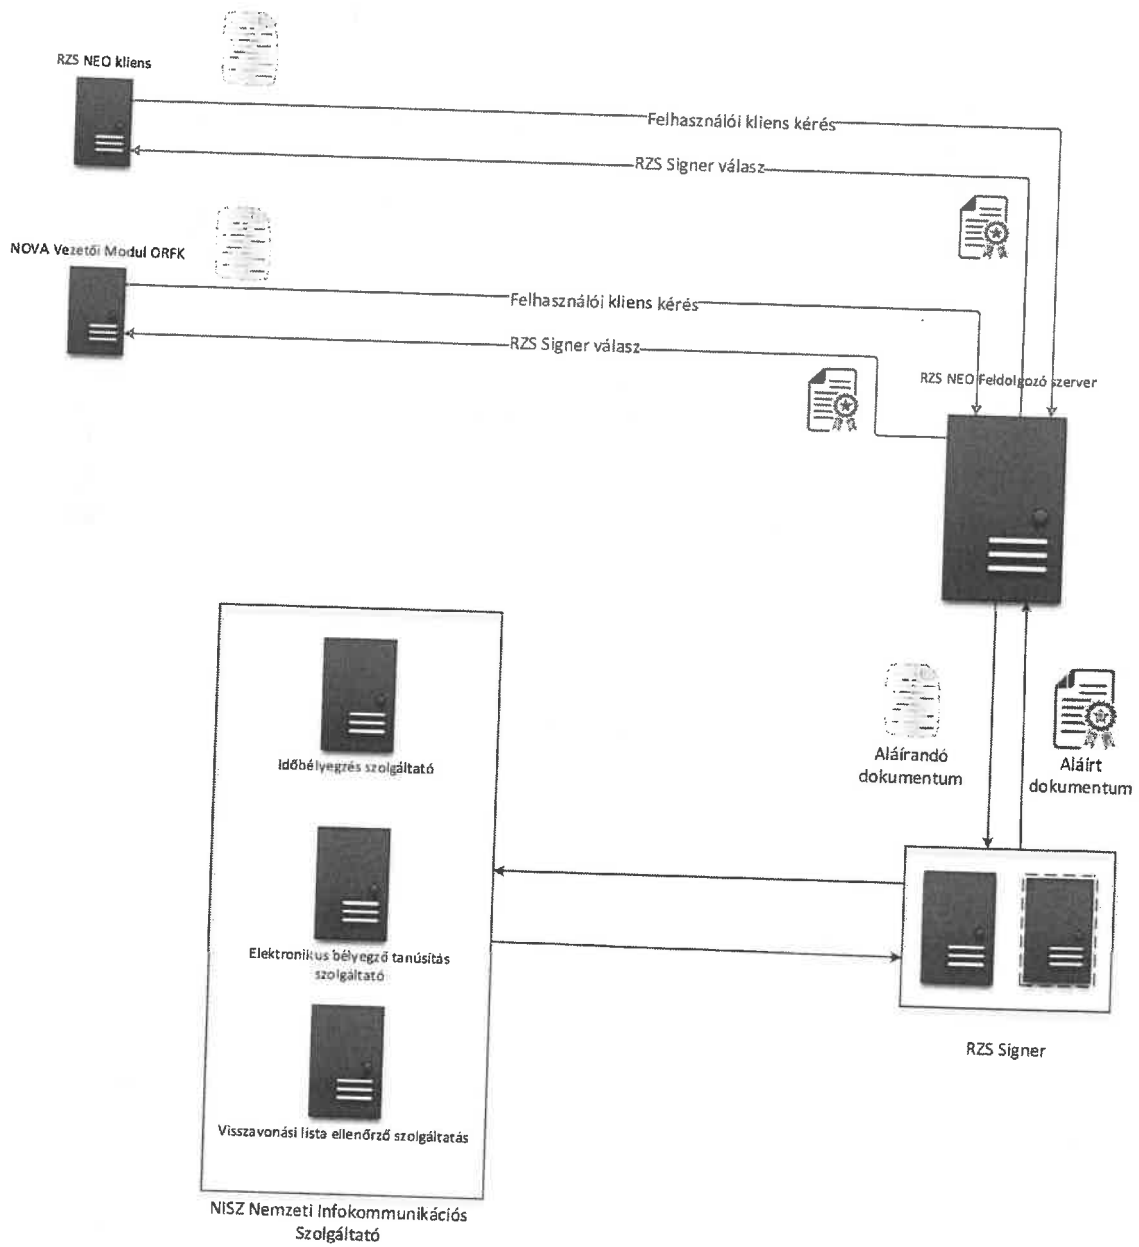 RZS NEO kliens
Felhasználói kliens kérés
RZS Signer válasz
NOVA Vezetői Modul ORFK
Felhasználói kliens kérés
RZS Signer válasz
RZS NEO Feldolgozó szerver
Időbélyegzés szolgáltató
Aláírandó
dokumentum
Aláírt
dokumentum
Elektronikus bélyegző tanúsítás
szolgáltató
RZS Signer
Visszavonási lista ellenőrző szolgáltatás
NISZ Nemzeti Infokommunikációs
Szolgáltató